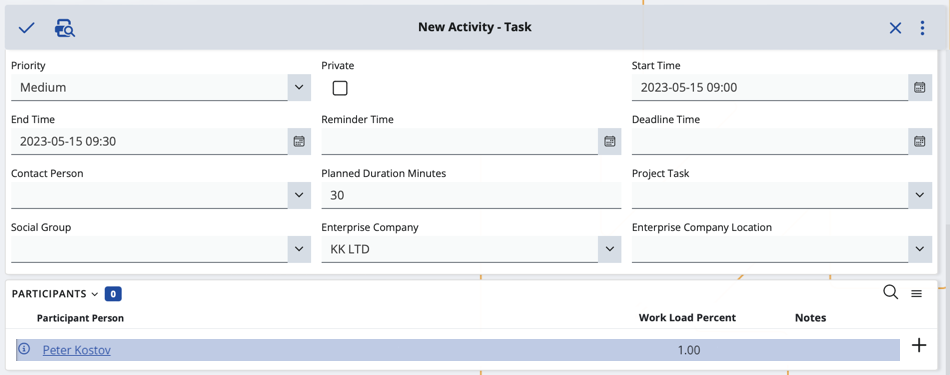 New Activity - Task
Priority Private Start Time
Medium 2023-05-15 09:00
End Time Reminder Time Deadline Time
2023-05-15 09:30
Contact Person Planned Duration Minutes Project Task
30
Social Group Enterprise Company Enterprise Company Location
KK LTD
PARTICIPANTS 0
Participant Person Work Load Percent Notes
Peter Kostov 1.00